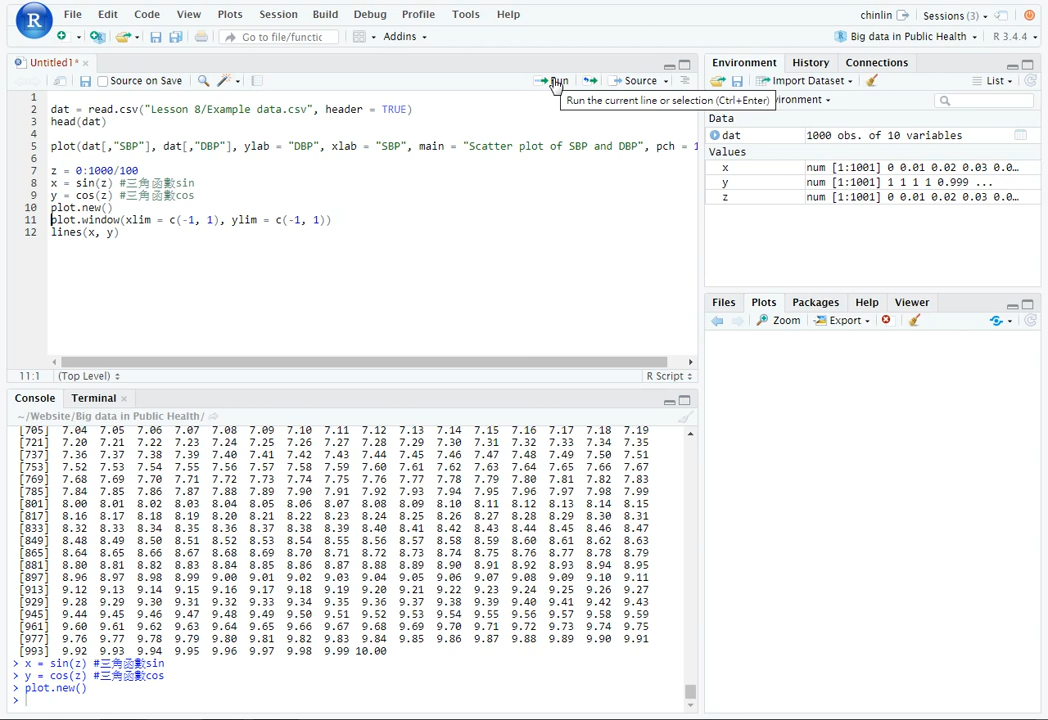 File Edit Code View Plots Session Build Debug Profile Tools Help
chinlin Sessions (3)
Go to file/functic Addins
Big data in Public Health R 3.4.4
Untitled1*
Source on Save Run Source
Run the current line or selection (Ctrl+Enter)
1
2 dat = read.csv("Lesson 8/Example data.csv", header = TRUE)
3 head(dat)
4
5 plot(dat[,"SBP"], dat[,"DBP"], ylab = "DBP", xlab = "SBP", main = "Scatter plot of SBP and DBP", pch = 1
6
7 z = 0:1000/100
8 x = sin(z) #三角函數sin
9 y = cos(z) #三角函數cos
10 plot.new()
11 plot.window(xlim = c(-1, 1), ylim = c(-1, 1))
12 lines(x, y)
11:1 (Top Level) R Script
Environment History Connections
Import Dataset List
ironment
Data
dat 1000 obs. of 10 variables
Values
x num [1:1001] 0 0.01 0.02 0.03 0.0…
y num [1:1001] 1 1 1 1 0.999 ...
z num [1:1001] 0 0.01 0.02 0.03 0.0…
Files Plots Packages Help Viewer
Zoom Export
Console Terminal
~/Website/Big data in Public Health/
[705] 7.04 7.05 7.06 7.07 7.08 7.09 7.10 7.11 7.12 7.13 7.14 7.15 7.16 7.17 7.18 7.19
[721] 7.20 7.21 7.22 7.23 7.24 7.25 7.26 7.27 7.28 7.29 7.30 7.31 7.32 7.33 7.34 7.35
[737] 7.36 7.37 7.38 7.39 7.40 7.41 7.42 7.43 7.44 7.45 7.46 7.47 7.48 7.49 7.50 7.51
[753] 7.52 7.53 7.54 7.55 7.56 7.57 7.58 7.59 7.60 7.61 7.62 7.63 7.64 7.65 7.66 7.67
[769] 7.68 7.69 7.70 7.71 7.72 7.73 7.74 7.75 7.76 7.77 7.78 7.79 7.80 7.81 7.82 7.83
[785] 7.84 7.85 7.86 7.87 7.88 7.89 7.90 7.91 7.92 7.93 7.94 7.95 7.96 7.97 7.98 7.99
[801] 8.00 8.01 8.02 8.03 8.04 8.05 8.06 8.07 8.08 8.09 8.10 8.11 8.12 8.13 8.14 8.15
[817] 8.16 8.17 8.18 8.19 8.20 8.21 8.22 8.23 8.24 8.25 8.26 8.27 8.28 8.29 8.30 8.31
[833] 8.32 8.33 8.34 8.35 8.36 8.37 8.38 8.39 8.40 8.41 8.42 8.43 8.44 8.45 8.46 8.47
[849] 8.48 8.49 8.50 8.51 8.52 8.53 8.54 8.55 8.56 8.57 8.58 8.59 8.60 8.61 8.62 8.63
[865] 8.64 8.65 8.66 8.67 8.68 8.69 8.70 8.71 8.72 8.73 8.74 8.75 8.76 8.77 8.78 8.79
[881] 8.80 8.81 8.82 8.83 8.84 8.85 8.86 8.87 8.88 8.89 8.90 8.91 8.92 8.93 8.94 8.95
[897] 8.96 8.97 8.98 8.99 9.00 9.01 9.02 9.03 9.04 9.05 9.06 9.07 9.08 9.09 9.10 9.11
[913] 9.12 9.13 9.14 9.15 9.16 9.17 9.18 9.19 9.20 9.21 9.22 9.23 9.24 9.25 9.26 9.27
[929] 9.28 9.29 9.30 9.31 9.32 9.33 9.34 9.35 9.36 9.37 9.38 9.39 9.40 9.41 9.42 9.43
[945] 9.44 9.45 9.46 9.47 9.48 9.49 9.50 9.51 9.52 9.53 9.54 9.55 9.56 9.57 9.58 9.59
[961] 9.60 9.61 9.62 9.63 9.64 9.65 9.66 9.67 9.68 9.69 9.70 9.71 9.72 9.73 9.74 9.75
[977] 9.76 9.77 9.78 9.79 9.80 9.81 9.82 9.83 9.84 9.85 9.86 9.87 9.88 9.89 9.90 9.91
[993] 9.92 9.93 9.94 9.95 9.96 9.97 9.98 9.99 10.00
> x = sin(z) #三角函數sin
> y = cos(z) #三角函數cos
> plot.new()
>